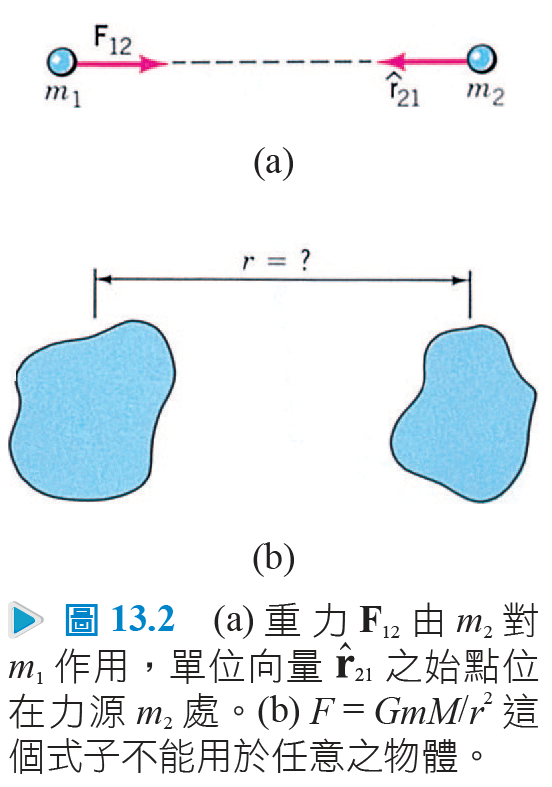 F₁₂
m₁ r̂₂₁ m₂
(a)
r = ?
(b)
圖 13.2 (a) 重力 F₁₂ 由 m₂ 對
m₁ 作用，單位向量 r̂₂₁ 之始點位
在力源 m₂ 處。(b) F = GmM/r² 這
個式子不能用於任意之物體。